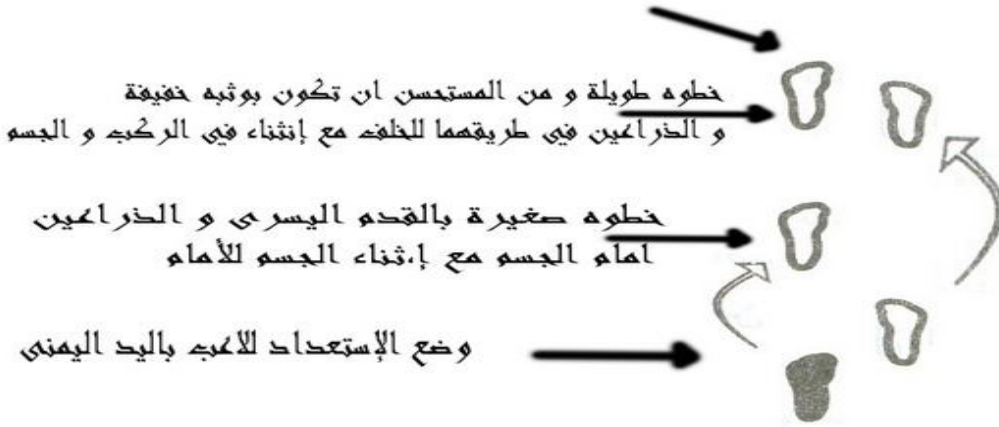 خطوه طويلة و من المستحسن ان تكون بوثبه خفيفة
و الذراعين في طريقهما للخلف مع إنثناء في الركب و الجسم
خطوه صغيرة بالقدم اليسرى و الذراعين
امام الجسم مع إ،ثناء الجسم للأمام
وضع الإستعداد للاعب باليد اليمنى